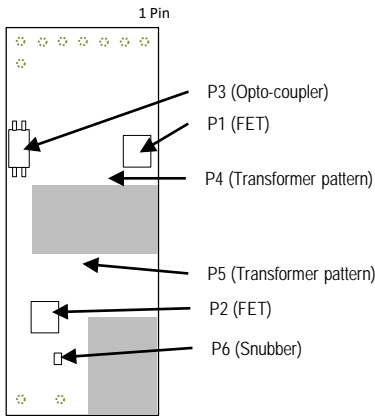 1 Pin
P3 (Opto-coupler)
P1 (FET)
P4 (Transformer pattern)
P5 (Transformer pattern)
P2 (FET)
P6 (Snubber)